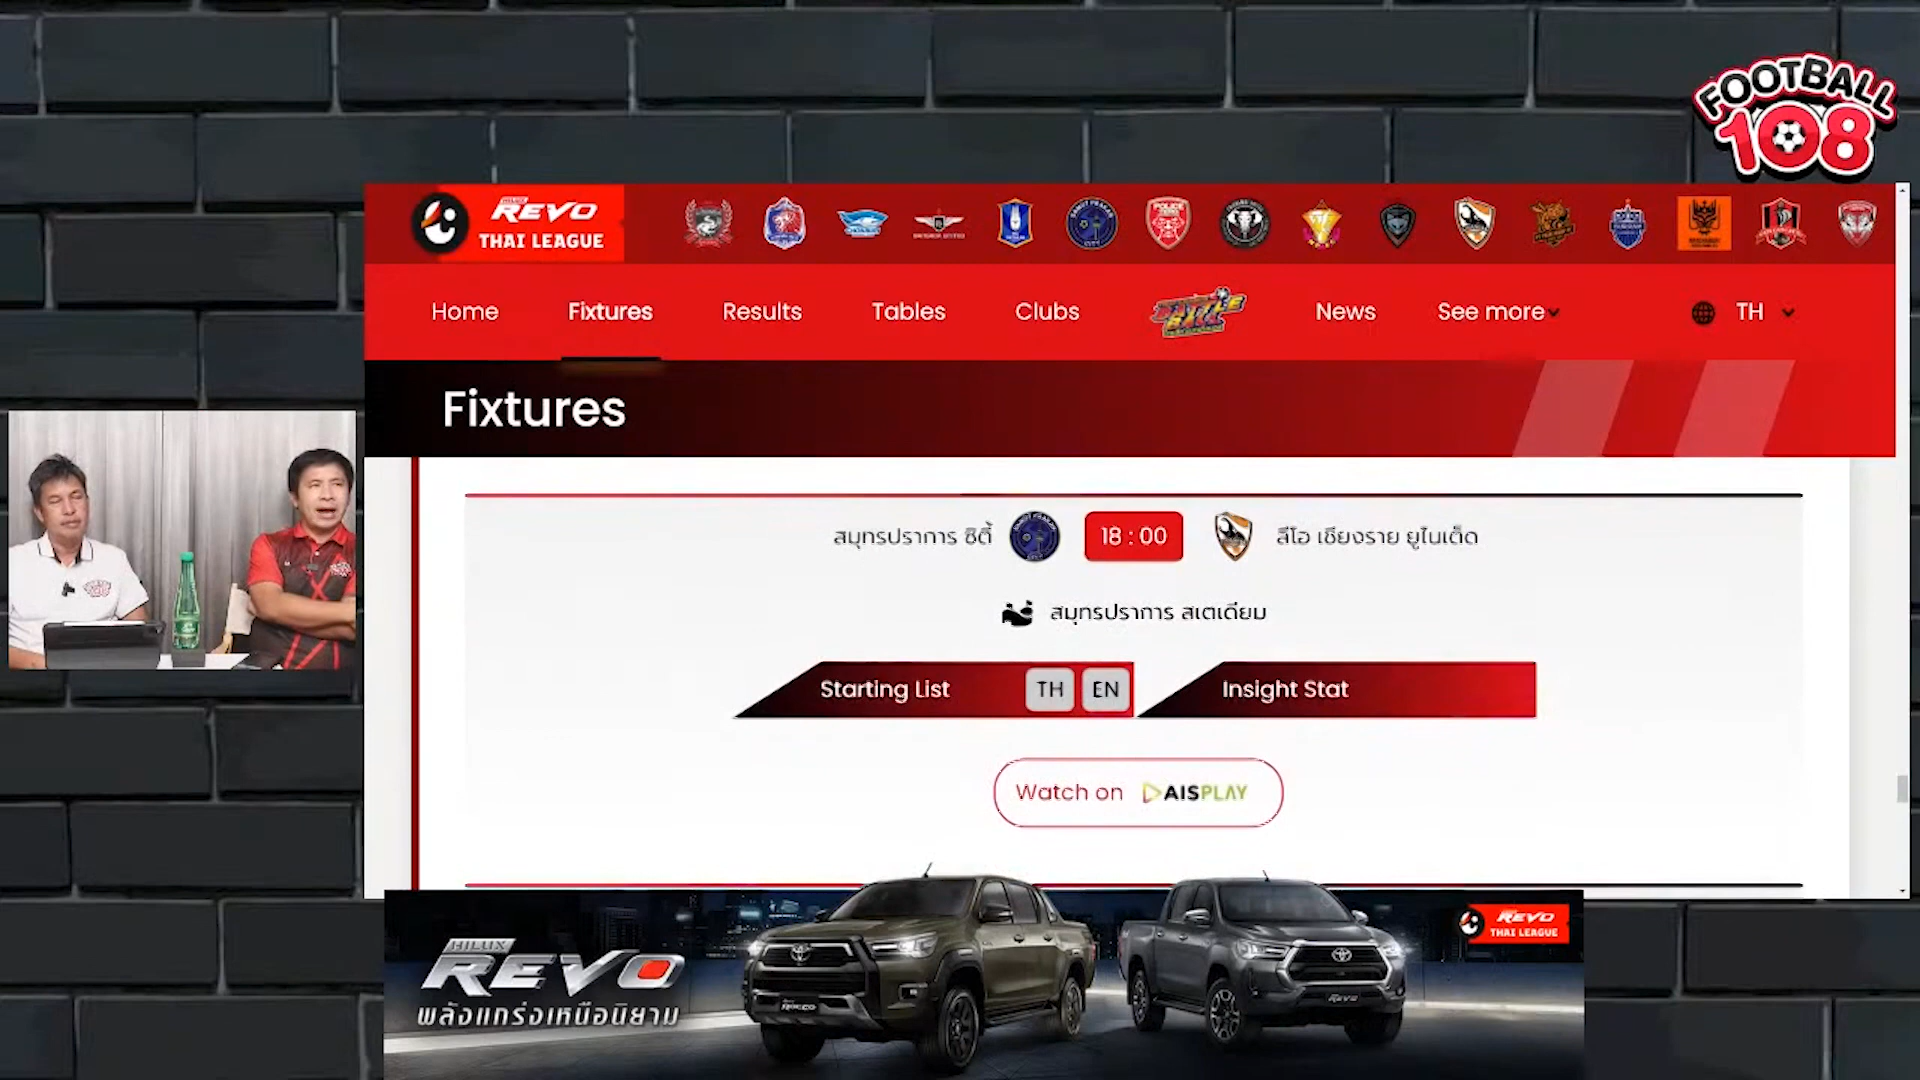 FOOTBALL
108
HILUX
REVO
THAI LEAGUE
POLICE
Home
Fixtures
Results
Tables
Clubs
BATTLE
BALL
News
See more
TH
Fixtures
สมุทรปราการ ซิตี้
18 : 00
ลีโอ เชียงราย ยูไนเต็ด
สมุทรปราการ สเตเดียม
Starting List
TH
EN
Insight Stat
Watch on
AISPLAY
HILUX
REVO
พลังแกร่งเหนือนิยาม
REVO
THAI LEAGUE